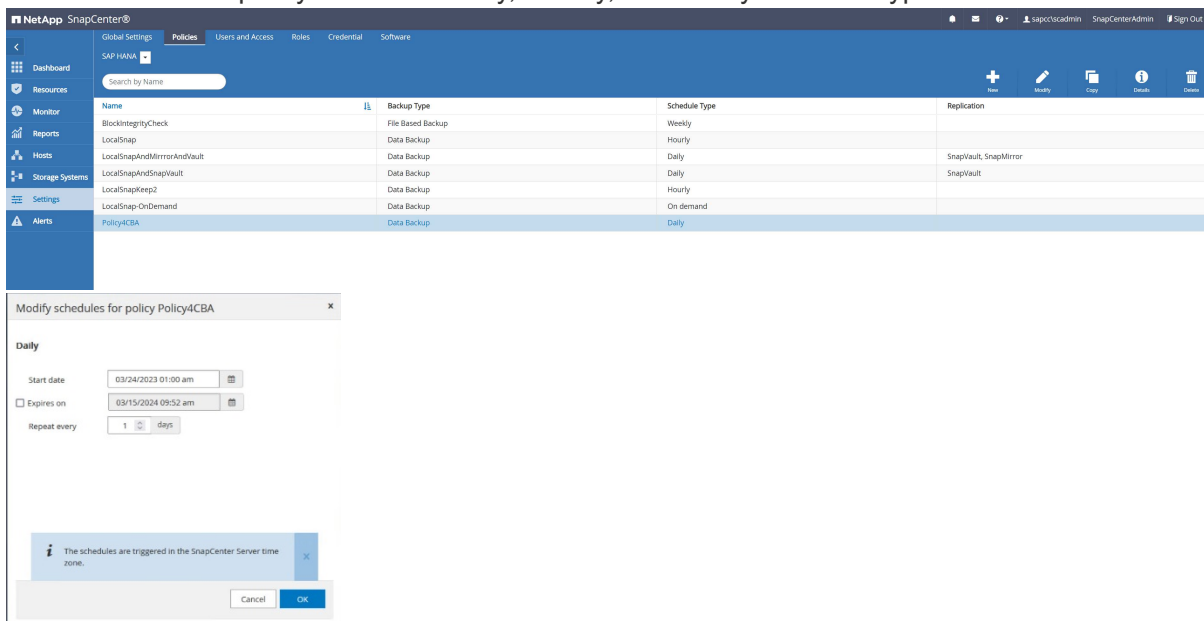 NetApp SnapCenter®
sapcc\scadmin SnapCenterAdmin Sign Out
Global Settings Policies Users and Access Roles Credential Software
SAP HANA
Dashboard
Search by Name
New Modify Copy Details Delete
Resources
Name Backup Type Schedule Type Replication
Monitor
BlockIntegrityCheck File Based Backup Weekly
Reports
LocalSnap Data Backup Hourly
Hosts
LocalSnapAndMirrrorAndVault Data Backup Daily SnapVault, SnapMirror
Storage Systems
LocalSnapAndSnapVault Data Backup Daily SnapVault
LocalSnapKeep2 Data Backup Hourly
Settings
LocalSnap-OnDemand Data Backup On demand
Alerts
Policy4CBA Data Backup Daily
Modify schedules for policy Policy4CBA x
Daily
Start date 03/24/2023 01:00 am
Expires on 03/15/2024 09:52 am
Repeat every 1 days
i The schedules are triggered in the SnapCenter Server time x
zone.
Cancel OK